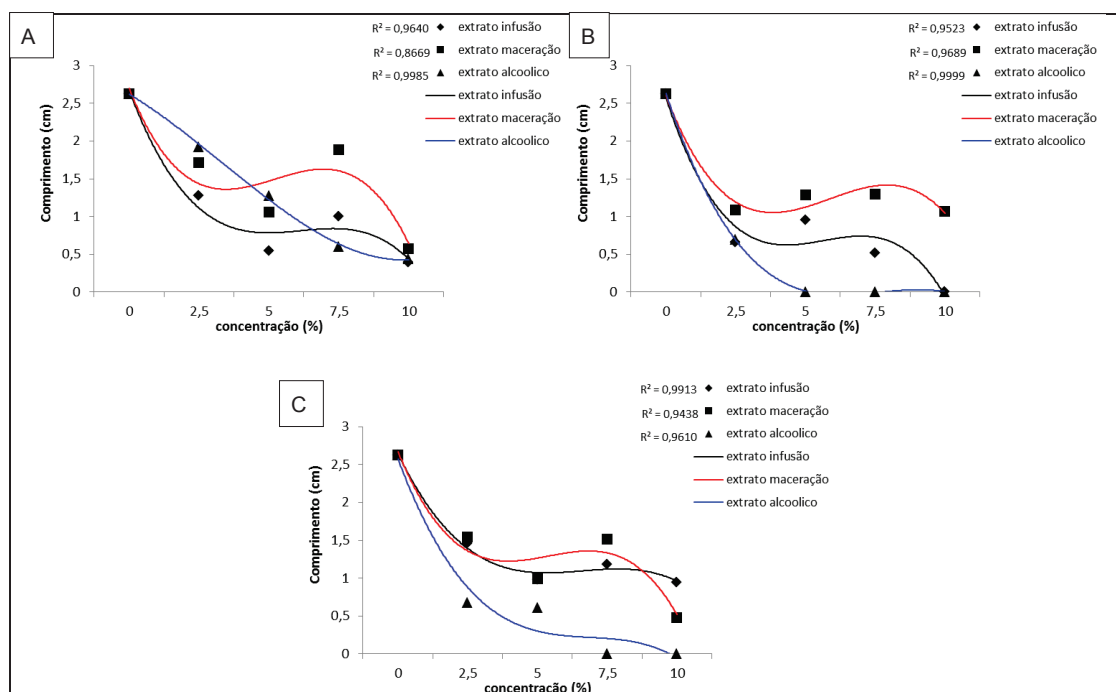 A
R² = 0,9640 extrato infusão
R² = 0,8669 extrato maceração
R² = 0,9985 extrato alcoolico
extrato infusão
extrato maceração
extrato alcoolico
Comprimento (cm)
3
2,5
2
1,5
1
0,5
0
0 2,5 5 7,5 10
concentração (%)
B
R² = 0,9523 extrato infusão
R² = 0,9689 extrato maceração
R² = 0,9999 extrato alcoolico
extrato infusão
extrato maceração
extrato alcoolico
Comprimento (cm)
3
2,5
2
1,5
1
0,5
0
0 2,5 5 7,5 10
concentração (%)
C
R² = 0,9913 extrato infusão
R² = 0,9438 extrato maceração
R² = 0,9610 extrato alcoolico
extrato infusão
extrato maceração
extrato alcoolico
Comprimento (cm)
3
2,5
2
1,5
1
0,5
0
0 2,5 5 7,5 10
concentração (%)